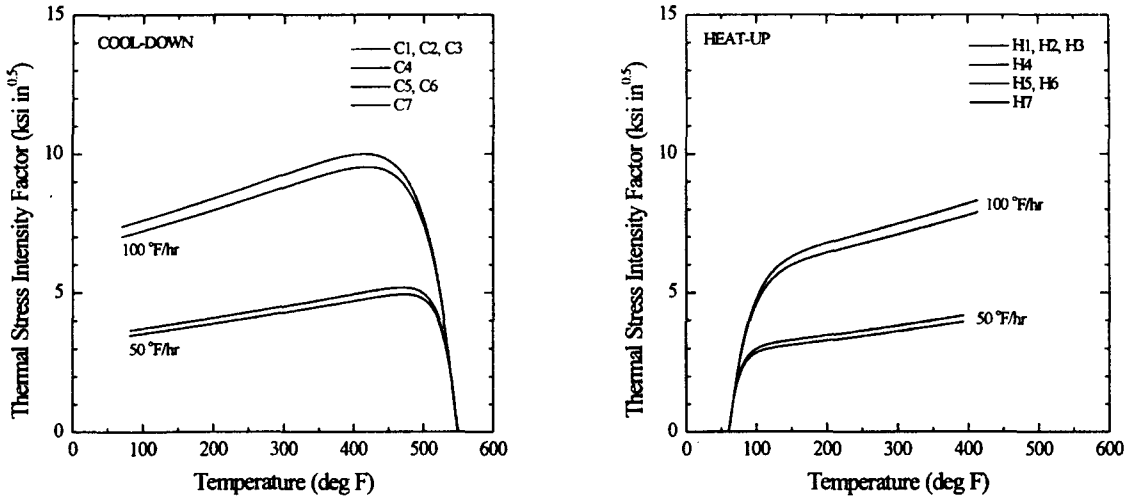 COOL-DOWN
C1, C2, C3
C4
C5, C6
C7
100 °F/hr
50 °F/hr
15
10
5
0
0 100 200 300 400 500 600
Thermal Stress Intensity Factor (ksi in^0.5)
Temperature (deg F)
HEAT-UP
H1, H2, H3
H4
H5, H6
H7
100 °F/hr
50 °F/hr
15
10
5
0
0 100 200 300 400 500 600
Thermal Stress Intensity Factor (ksi in^0.5)
Temperature (deg F)